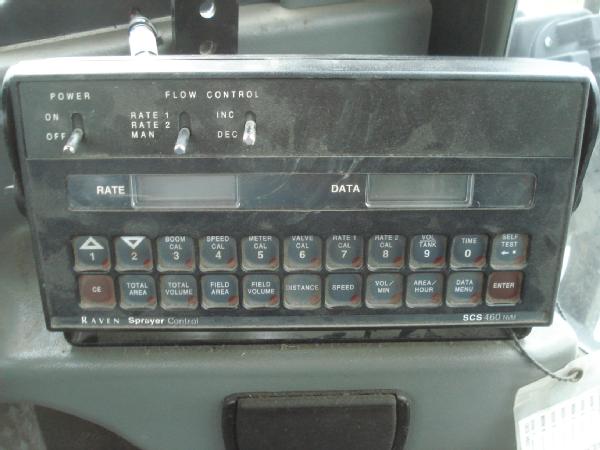 POWER FLOW CONTROL
ON RATE 1 INC
RATE 2
OFF MAN DEC
RATE DATA
1 2 BOOM CAL 3 SPEED CAL 4 METER CAL 5 VALVE CAL 6 RATE 1 CAL 7 RATE 2 CAL 8 VOL TANK 9 TIME 0 SELF TEST
CE TOTAL AREA TOTAL VOLUME FIELD AREA FIELD VOLUME DISTANCE SPEED VOL/MIN AREA/HOUR DATA MENU ENTER
RAVEN Sprayer Control SCS 460 NVM